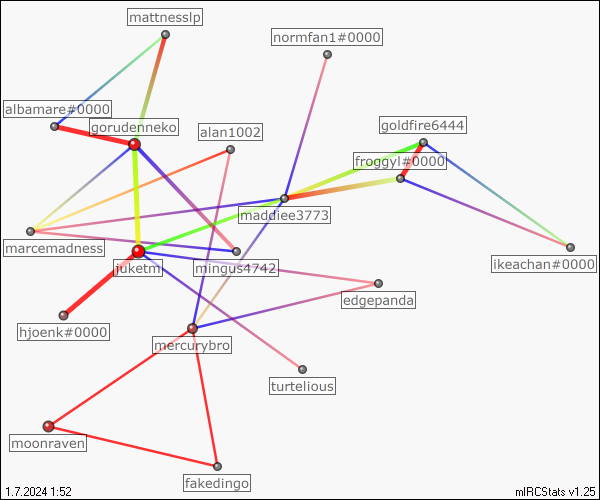 mattnesslp
normfan1#0000
albamare#0000
gorudenneko
alan1002
goldfire6444
froggyl#0000
maddiee3773
marcemadness
juketm
mingus4742
ikeachan#0000
edgepanda
hjoenk#0000
mercurybro
turtelious
moonraven
fakedingo
1.7.2024 1:52
mIRCStats v1.25